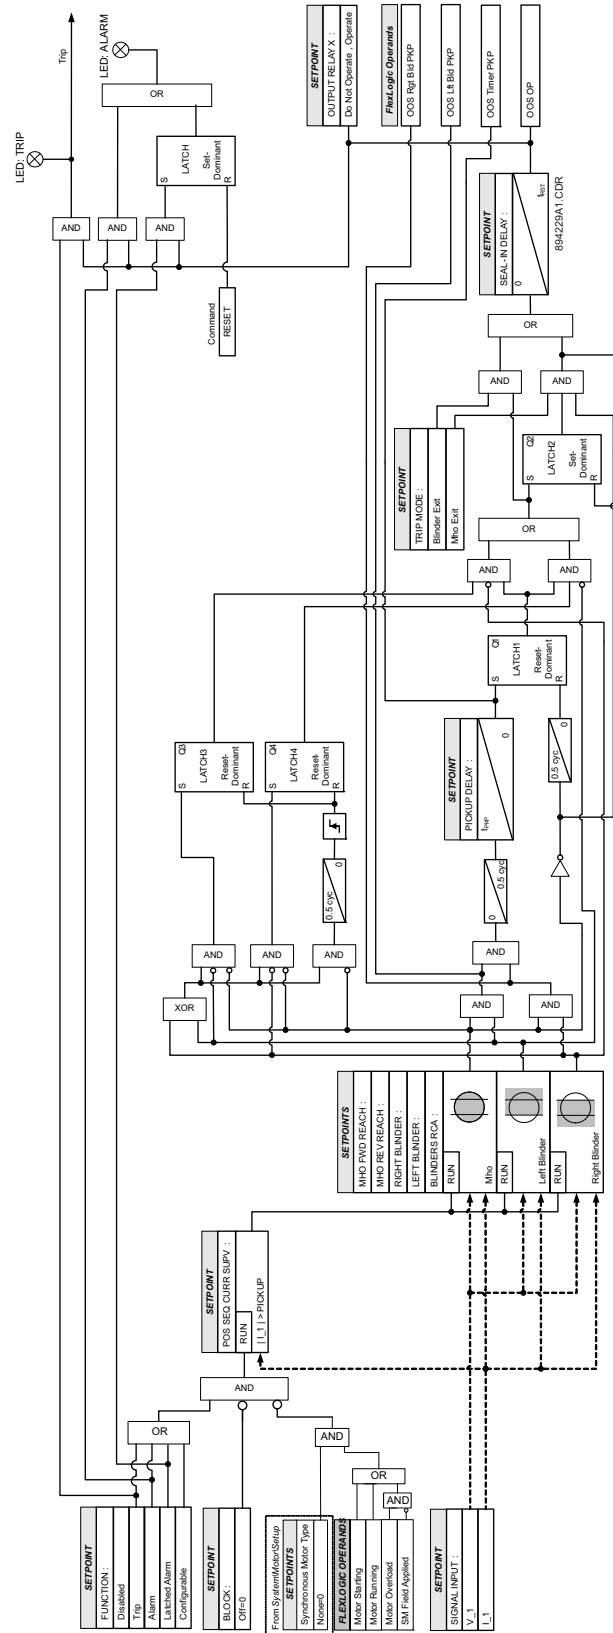 SETPOINT
FUNCTION :
Disabled
Trip
Alarm
Latched Alarm
Configurable
SETPOINT
BLOCK :
Off=0
From System\Motor\Setup
SETPOINTS
Synchronous Motor Type
None=0
FLEXLOGIC OPERANDS
Motor Starting
Motor Running
Motor Overload
SM Field Applied
SETPOINT
SIGNAL INPUT :
V_1
I_1
OR
AND
AND
OR
AND
SETPOINT
POS SEQ CURR SUPV :
RUN
| I_1 | > PICKUP
SETPOINTS
MHO FWD REACH :
MHO REV REACH :
RIGHT BLINDER :
LEFT BLINDER :
BLINDERS RCA :
RUN
Mho
RUN
Left Blinder
RUN
Right Blinder
XOR
AND
AND
AND
0.5 cyc
0
AND
AND
AND
0
0.5 cyc
S
Q3
LATCH3
Reset-
Dominant
S
Q4
LATCH4
Reset-
Dominant
R
SETPOINT
PICKUP DELAY :
tPKP
0
0.5 cyc
0
S
Q1
LATCH1
Reset-
Dominant
R
AND
AND
OR
SETPOINT
TRIP MODE :
Blinder Exit
Mho Exit
S
Q2
LATCH2
Set-
Dominant
R
AND
AND
OR
SETPOINT
SEAL-IN DELAY :
0
tRST
894229A1.CDR
Command
RESET
AND
AND
AND
S
LATCH
Set-
Dominant
R
OR
LED: TRIP
LED: ALARM
Trip
SETPOINT
OUTPUT RELAY X :
Do Not Operate , Operate
FlexLogic Operands
OOS Rgt Bld PKP
OOS Lft Bld PKP
OOS Timer PKP
OOS OP